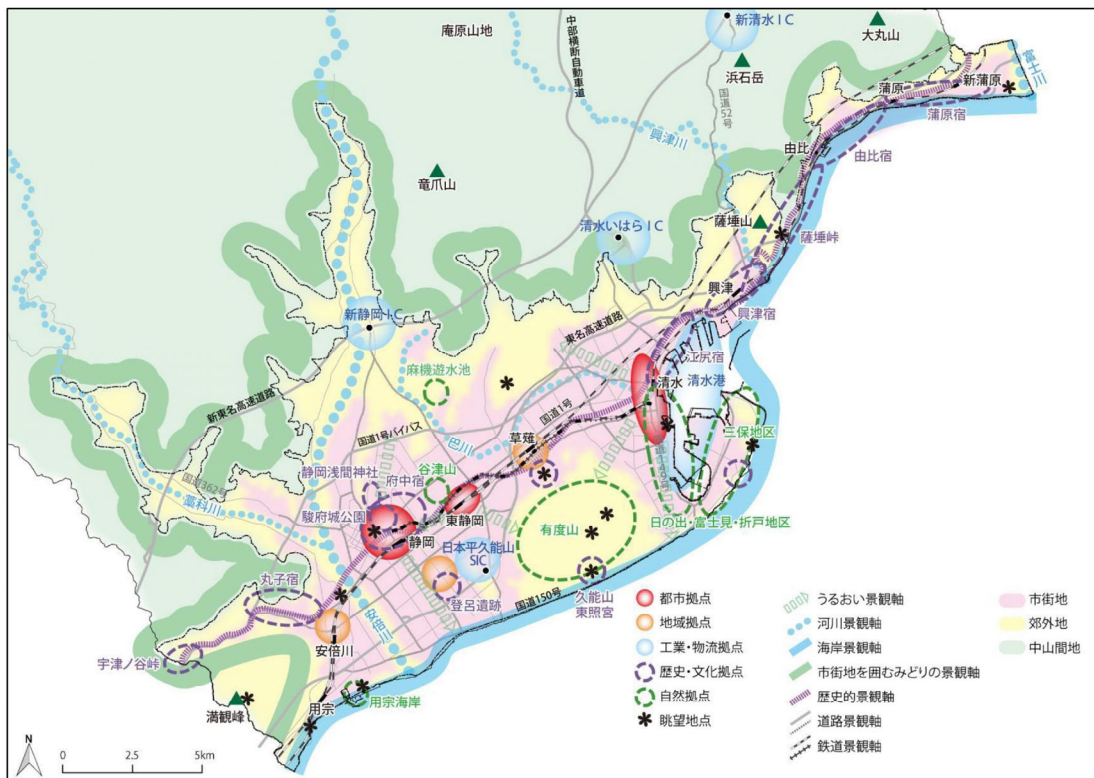 新清水IC
大丸山
庵原山地
中部横断自動車道
浜石岳
国道52号
富士川
新蒲原
蒲原
蒲原宿
興津川
由比
由比宿
竜爪山
薩埵山
清水いはらIC
薩埵峠
興津
興津宿
新静岡IC
東名高速道路
江尻宿
清水港
清水
麻機遊水池
新東名高速道路
国道1号
国道1号バイパス
巴川
草薙
三保地区
国道149号
国道362号
藁科川
静岡浅間神社
府中宿
谷津山
駿府城公園
東静岡
静岡
有度山
日の出・富士見・折戸地区
日本平久能山
SIC
丸子宿
登呂遺跡
国道150号
久能山
東照宮
安倍川
安倍川
宇津ノ谷峠
用宗海岸
満観峰
用宗
都市拠点
地域拠点
工業・物流拠点
歴史・文化拠点
自然拠点
眺望地点
うるおい景観軸
河川景観軸
海岸景観軸
市街地を囲むみどりの景観軸
歴史的景観軸
道路景観軸
鉄道景観軸
市街地
郊外地
中山間地
N
0 2.5 5km